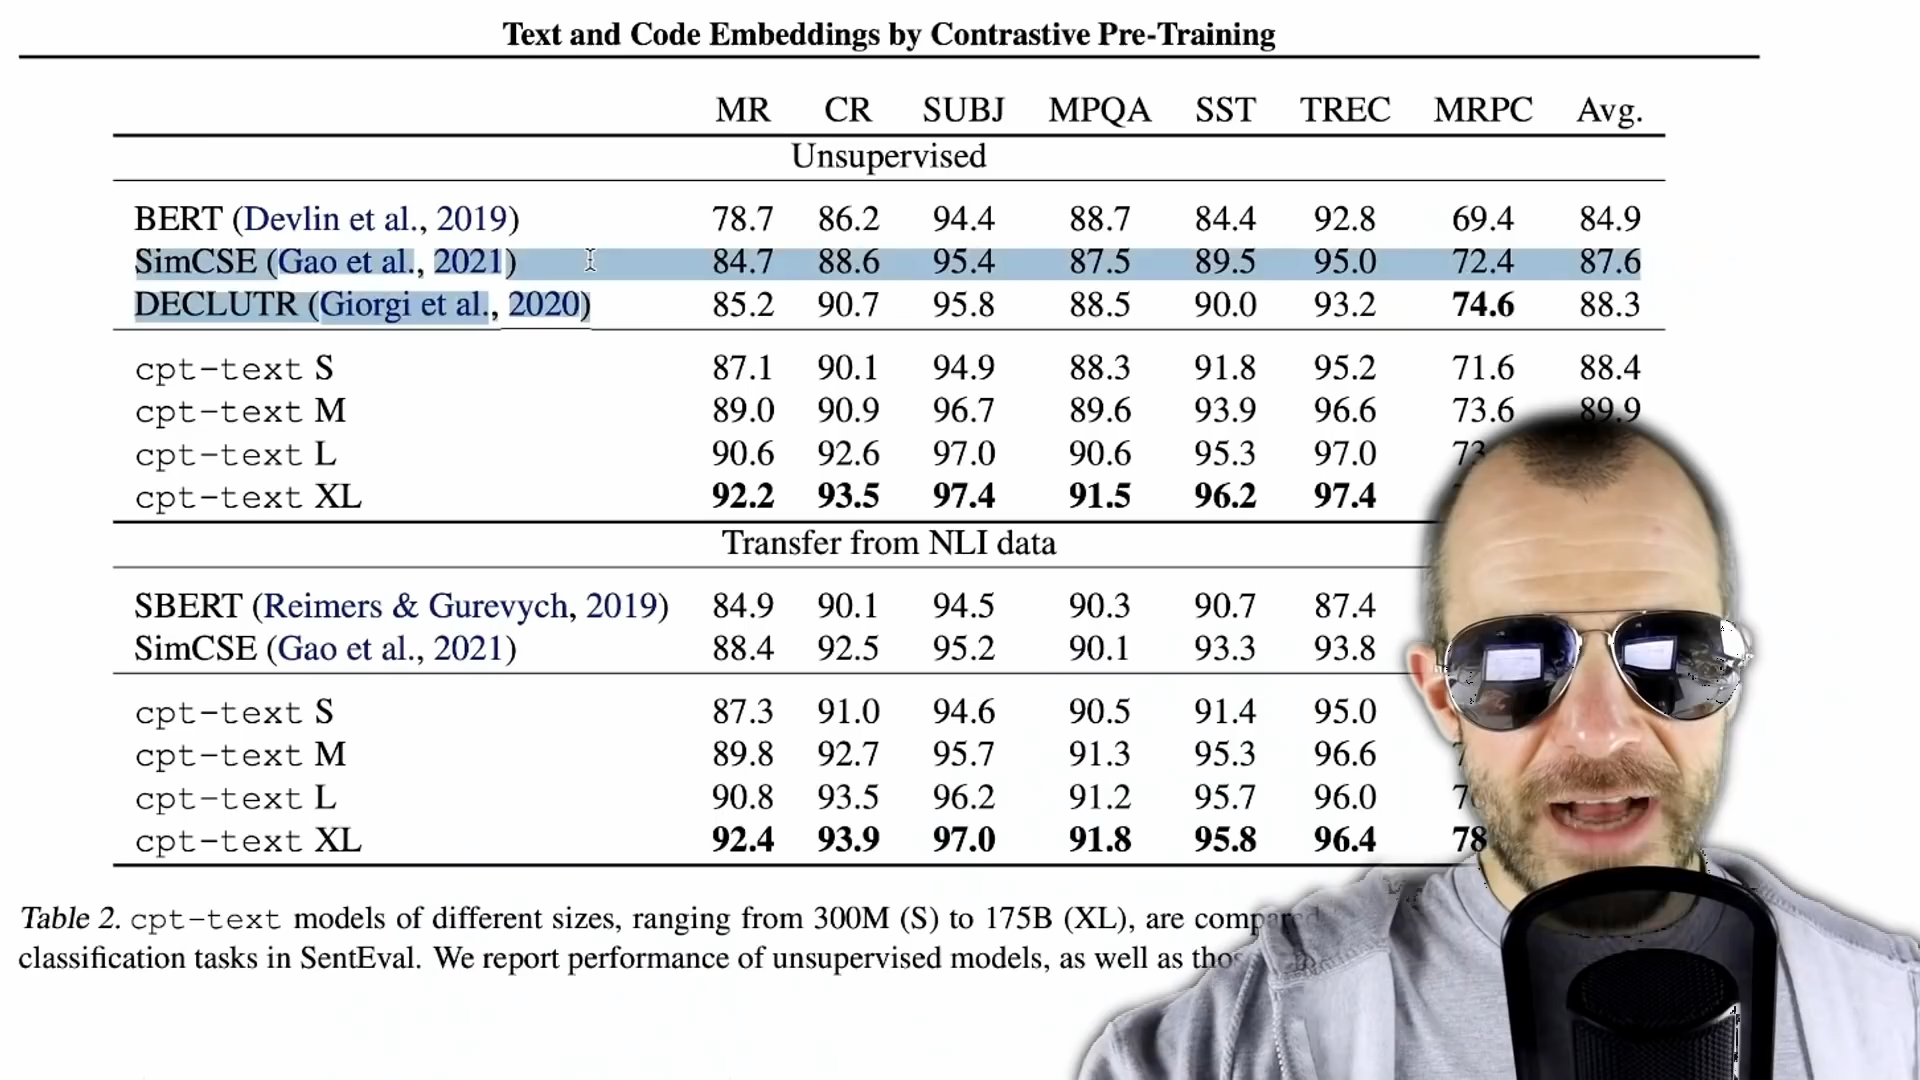 Text and Code Embeddings by Contrastive Pre-Training
MR CR SUBJ MPQA SST TREC MRPC Avg.
Unsupervised
BERT (Devlin et al., 2019) 78.7 86.2 94.4 88.7 84.4 92.8 69.4 84.9
SimCSE (Gao et al., 2021) 84.7 88.6 95.4 87.5 89.5 95.0 72.4 87.6
DECLUTR (Giorgi et al., 2020) 85.2 90.7 95.8 88.5 90.0 93.2 74.6 88.3
cpt-text S 87.1 90.1 94.9 88.3 91.8 95.2 71.6 88.4
cpt-text M 89.0 90.9 96.7 89.6 93.9 96.6 73.6 89.9
cpt-text L 90.6 92.6 97.0 90.6 95.3 97.0
cpt-text XL 92.2 93.5 97.4 91.5 96.2 97.4
Transfer from NLI data
SBERT (Reimers & Gurevych, 2019) 84.9 90.1 94.5 90.3 90.7 87.4
SimCSE (Gao et al., 2021) 88.4 92.5 95.2 90.1 93.3 93.8
cpt-text S 87.3 91.0 94.6 90.5 91.4 95.0
cpt-text M 89.8 92.7 95.7 91.3 95.3 96.6
cpt-text L 90.8 93.5 96.2 91.2 95.7 96.0
cpt-text XL 92.4 93.9 97.0 91.8 95.8 96.4
Table 2. cpt-text models of different sizes, ranging from 300M (S) to 175B (XL), are
classification tasks in SentEval. We report performance of unsupervised models, as well as